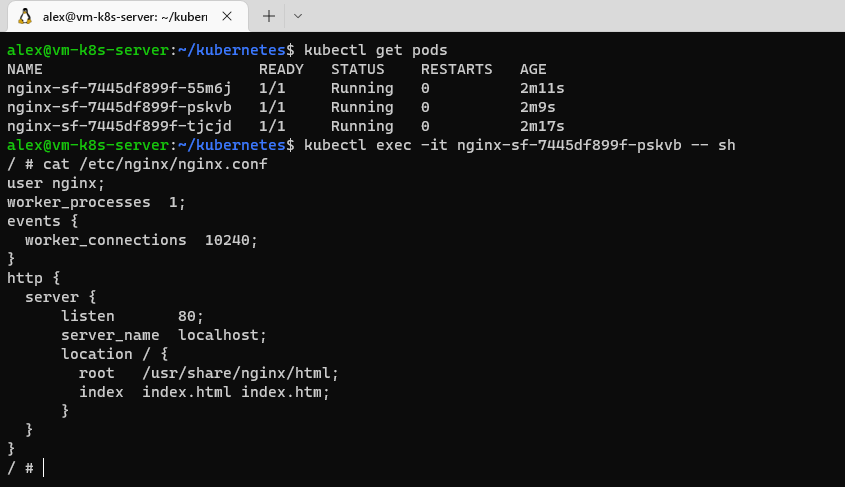 alex@vm-k8s-server: ~/kuberr
alex@vm-k8s-server:~/kubernetes$ kubectl get pods
NAME                        READY   STATUS    RESTARTS   AGE
nginx-sf-7445df899f-55m6j   1/1     Running   0          2m11s
nginx-sf-7445df899f-pskvb   1/1     Running   0          2m9s
nginx-sf-7445df899f-tjcjd   1/1     Running   0          2m17s
alex@vm-k8s-server:~/kubernetes$ kubectl exec -it nginx-sf-7445df899f-pskvb -- sh
/ # cat /etc/nginx/nginx.conf
user nginx;
worker_processes  1;
events {
  worker_connections  10240;
}
http {
  server {
      listen       80;
      server_name  localhost;
      location / {
        root   /usr/share/nginx/html;
        index  index.html index.htm;
      }
  }
}
/ #